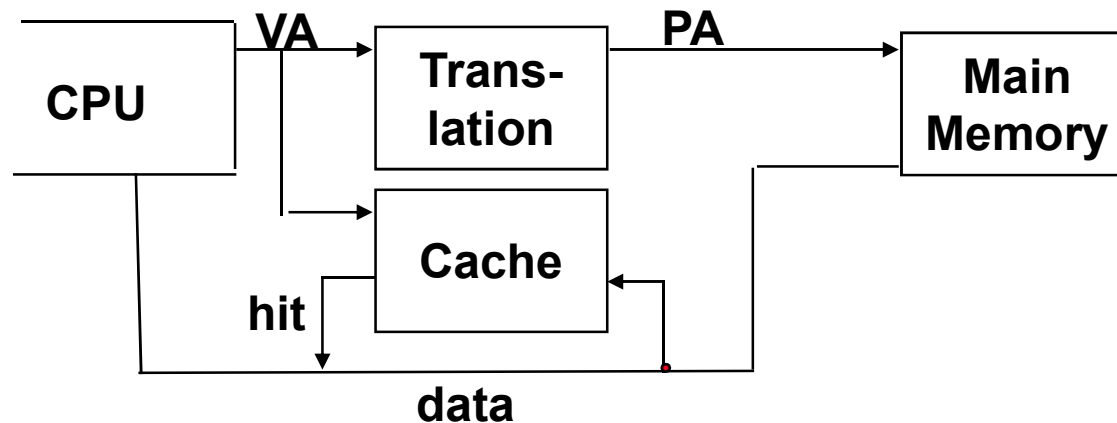 VA
PA
CPU
Trans-
lation
Main
Memory
Cache
hit
data